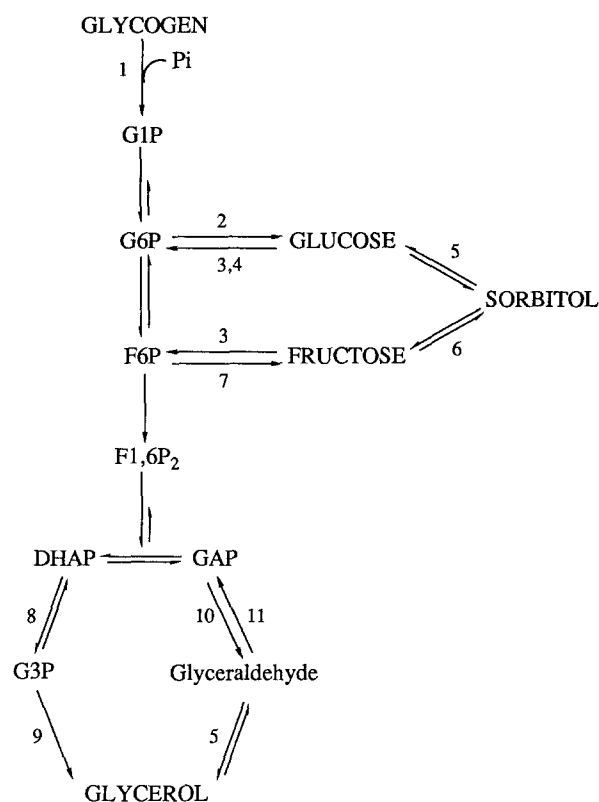 GLYCOGEN
1 Pi
G1P
G6P 2 3,4 GLUCOSE 5
SORBITOL
F6P 3 7 FRUCTOSE 6
F1,6P₂
DHAP GAP
8 10 11
G3P Glyceraldehyde
9 5
GLYCEROL